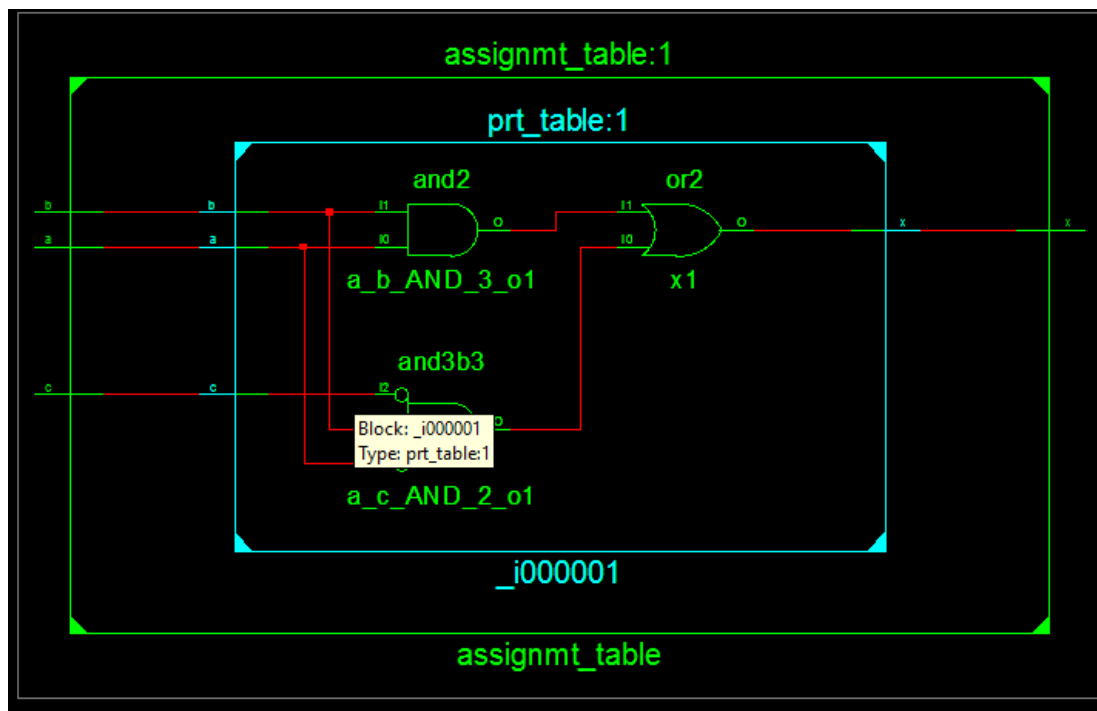 assignmt_table:1
prt_table:1
and2 or2
b b I1 O I1 O x x
a a I0 I0
a_b_AND_3_o1 x1
and3b3
c c I2
Block: _i000001 O
Type: prt_table:1
a_c_AND_2_o1
_i000001
assignmt_table